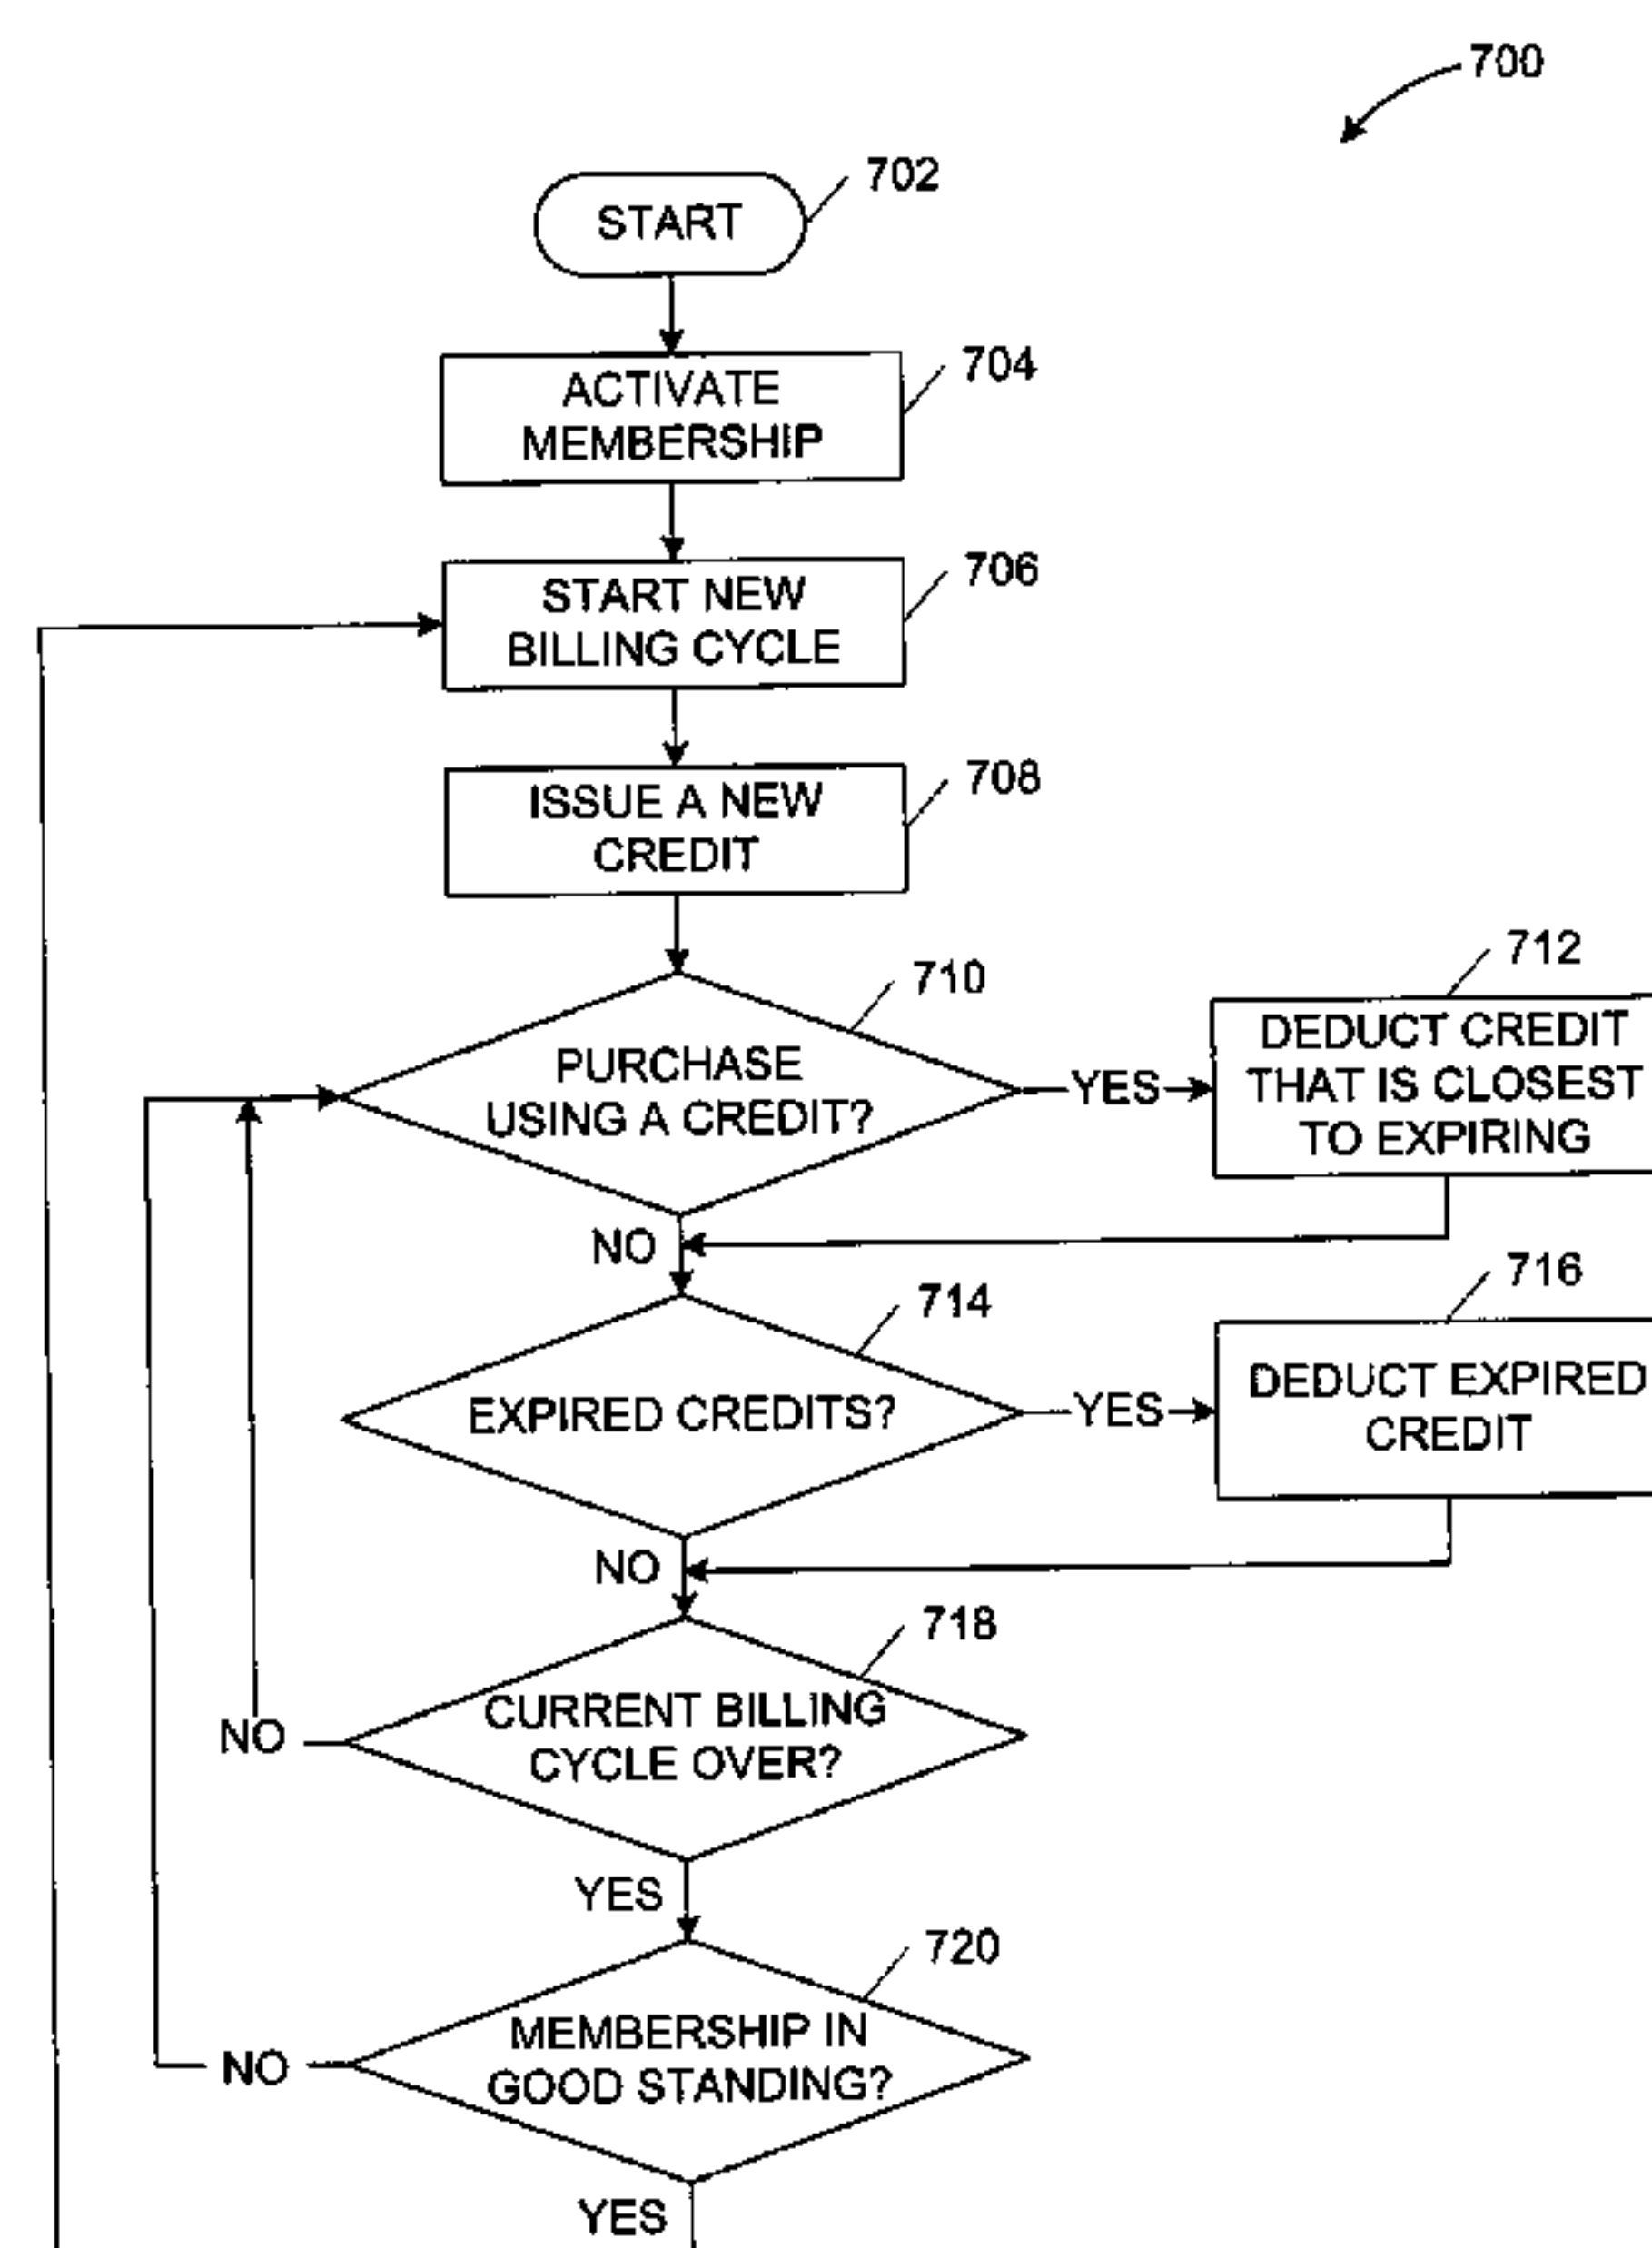 700
702
START
704
ACTIVATE
MEMBERSHIP
706
START NEW
BILLING CYCLE
708
ISSUE A NEW
CREDIT
710
PURCHASE
USING A CREDIT?
YES
712
DEDUCT CREDIT
THAT IS CLOSEST
TO EXPIRING
NO
714
EXPIRED CREDITS?
YES
716
DEDUCT EXPIRED
CREDIT
NO
718
CURRENT BILLING
CYCLE OVER?
NO
YES
720
MEMBERSHIP IN
GOOD STANDING?
NO
YES